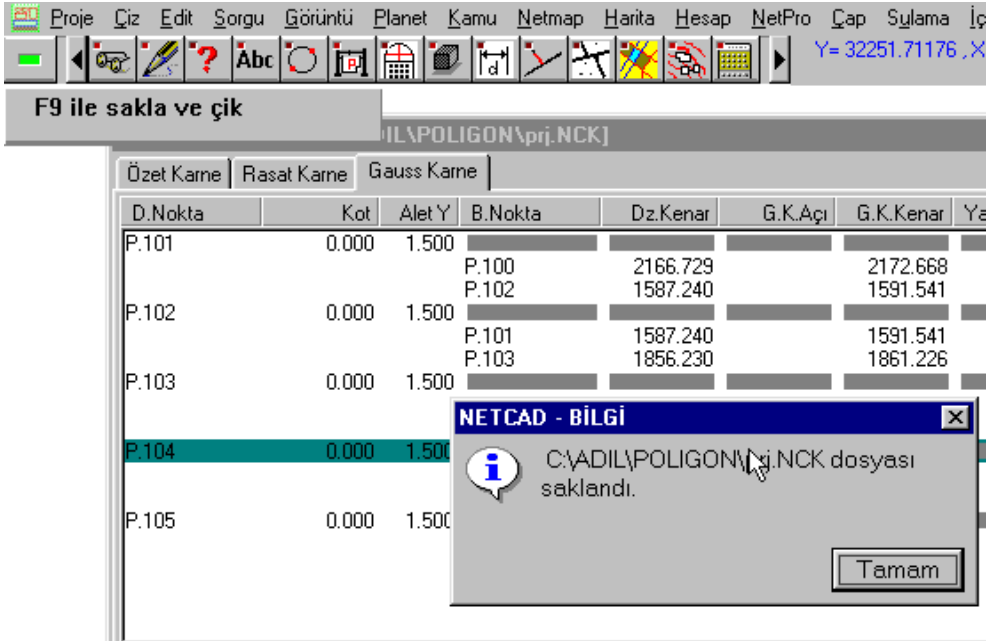 Proje Çiz Edit Sorgu Görüntü Planet Kamu Netmap Harita Hesap NetPro Çap Sulama İç
Abc P d Y= 32251.71176 , X
F9 ile sakla ve çik
DIL\POLIGON\prj.NCK]
Özet Karne Rasat Karne Gauss Karne
D.Nokta Kot Alet Y B.Nokta Dz.Kenar G.K.Açı G.K.Kenar Ya
P.101 0.000 1.500
P.100 2166.729 2172.668
P.102 1587.240 1591.541
P.102 0.000 1.500
P.101 1587.240 1591.541
P.103 1856.230 1861.226
P.103 0.000 1.500
NETCAD - BİLGİ
P.104 0.000 1.500
C:\ADIL\POLIGON\prj.NCK dosyası
saklandı.
P.105 0.000 1.500
Tamam